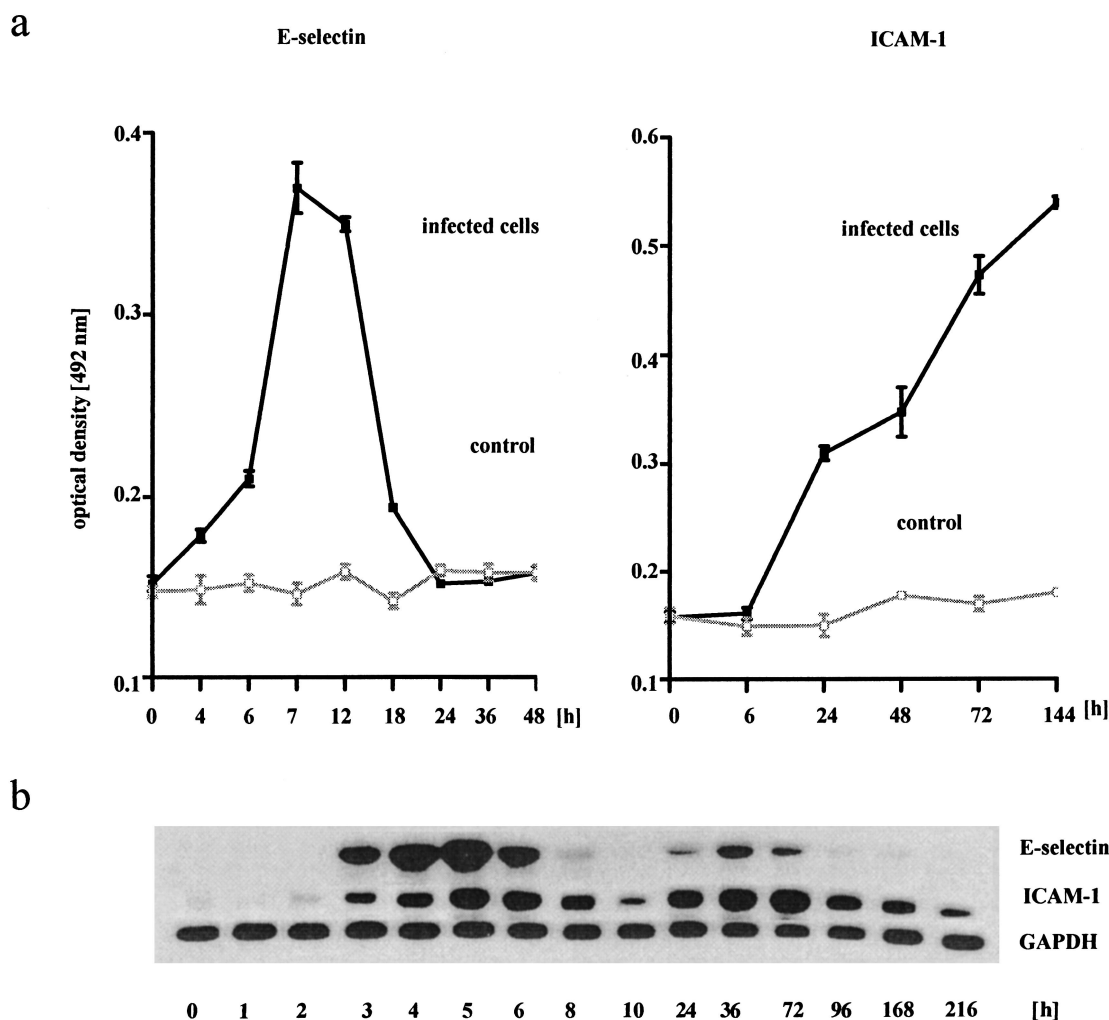 a
E-selectin
ICAM-1
optical density [492 nm]
0.4
0.3
0.2
0.1
infected cells
control
0 4 6 7 12 18 24 36 48 [h]
0.6
0.5
0.4
0.3
0.2
0.1
infected cells
control
0 6 24 48 72 144 [h]
b
E-selectin
ICAM-1
GAPDH
0 1 2 3 4 5 6 8 10 24 36 72 96 168 216 [h]